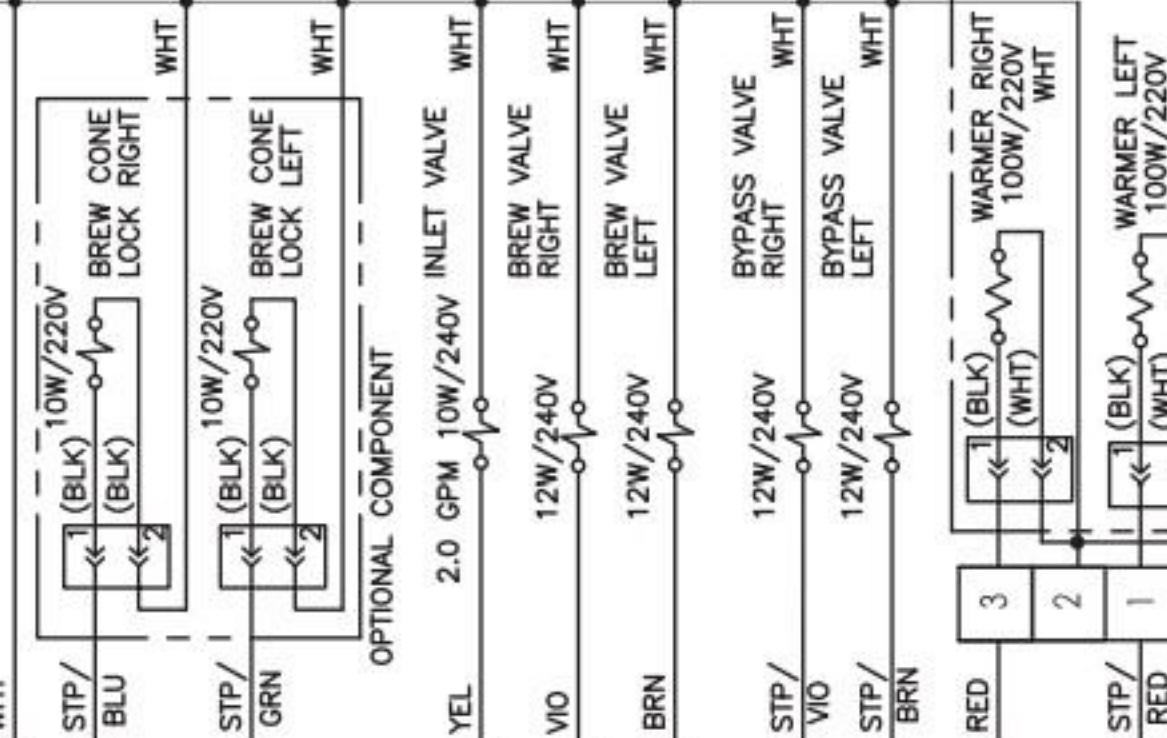 WHT
STP/
BLU
1
2
(BLK)
(BLK)
10W/220V
BREW CONE
LOCK RIGHT
WHT
STP/
GRN
1
2
(BLK)
(BLK)
10W/220V
BREW CONE
LOCK LEFT
WHT
OPTIONAL COMPONENT
YEL
2.0 GPM 10W/240V INLET VALVE
WHT
VIO
12W/240V
BREW VALVE
RIGHT
WHT
BRN
12W/240V
BREW VALVE
LEFT
WHT
STP/
VIO
12W/240V
BYPASS VALVE
RIGHT
WHT
STP/
BRN
12W/240V
BYPASS VALVE
LEFT
WHT
RED
3
1
2
(BLK)
(WHT)
WARMER RIGHT
100W/220V
WHT
2
STP/
RED
1
1
(BLK)
(WHT)
WARMER LEFT
100W/220V